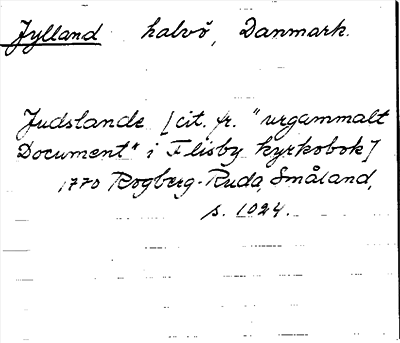 Jylland halvö, Danmark.
Judslande [cit. fr. "urgammalt
Document" i Flisby kyrkobok]
1770 Rogberg-Ruda, Småland,
s. 1024.